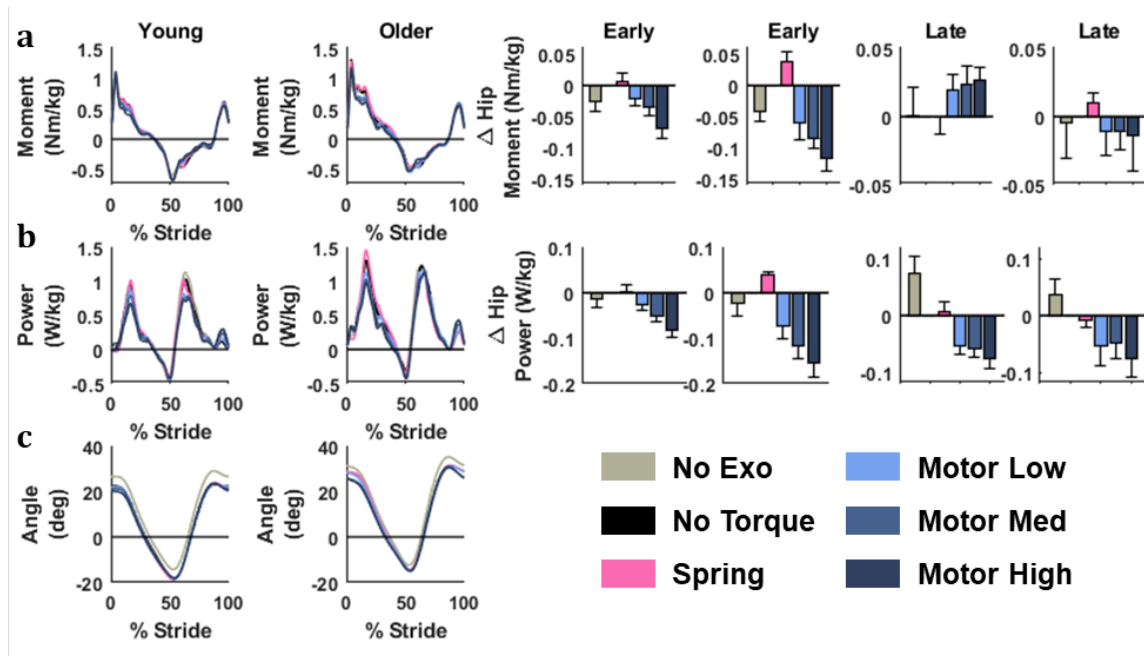 a
Young
Older
Early
Early
Late
Late
Moment
(Nm/kg)
1.5
1
0.5
0
-0.5
0
50
100
% Stride
Moment
(Nm/kg)
1.5
1
0.5
0
-0.5
0
50
100
% Stride
△ Hip
Moment (Nm/kg)
0.05
0
-0.05
-0.1
-0.15
0.05
0
-0.05
-0.1
-0.15
0.05
0
0.05
0.05
0
0.05
b
Power
(W/kg)
1.5
1
0.5
0
-0.5
0
50
100
% Stride
Power
(W/kg)
1.5
1
0.5
0
-0.5
0
50
100
% Stride
△ Hip
Power (W/kg)
0.1
0
-0.1
-0.2
0.1
0
-0.1
-0.2
0.1
0
-0.1
0.1
0
-0.1
c
Angle
(deg)
40
20
0
-20
0
50
100
% Stride
Angle
(deg)
40
20
0
-20
0
50
100
% Stride
No Exo
No Torque
Spring
Motor Low
Motor Med
Motor High